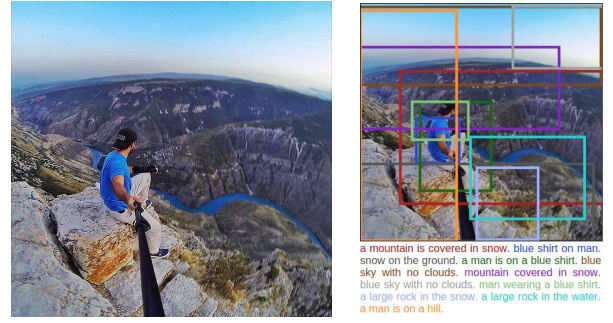 a mountain is covered in snow. blue shirt on man.
snow on the ground. a man is on a blue shirt. blue
sky with no clouds. mountain covered in snow.
blue sky with no clouds. man wearing a blue shirt.
a large rock in the snow. a large rock in the water.
a man is on a hill.